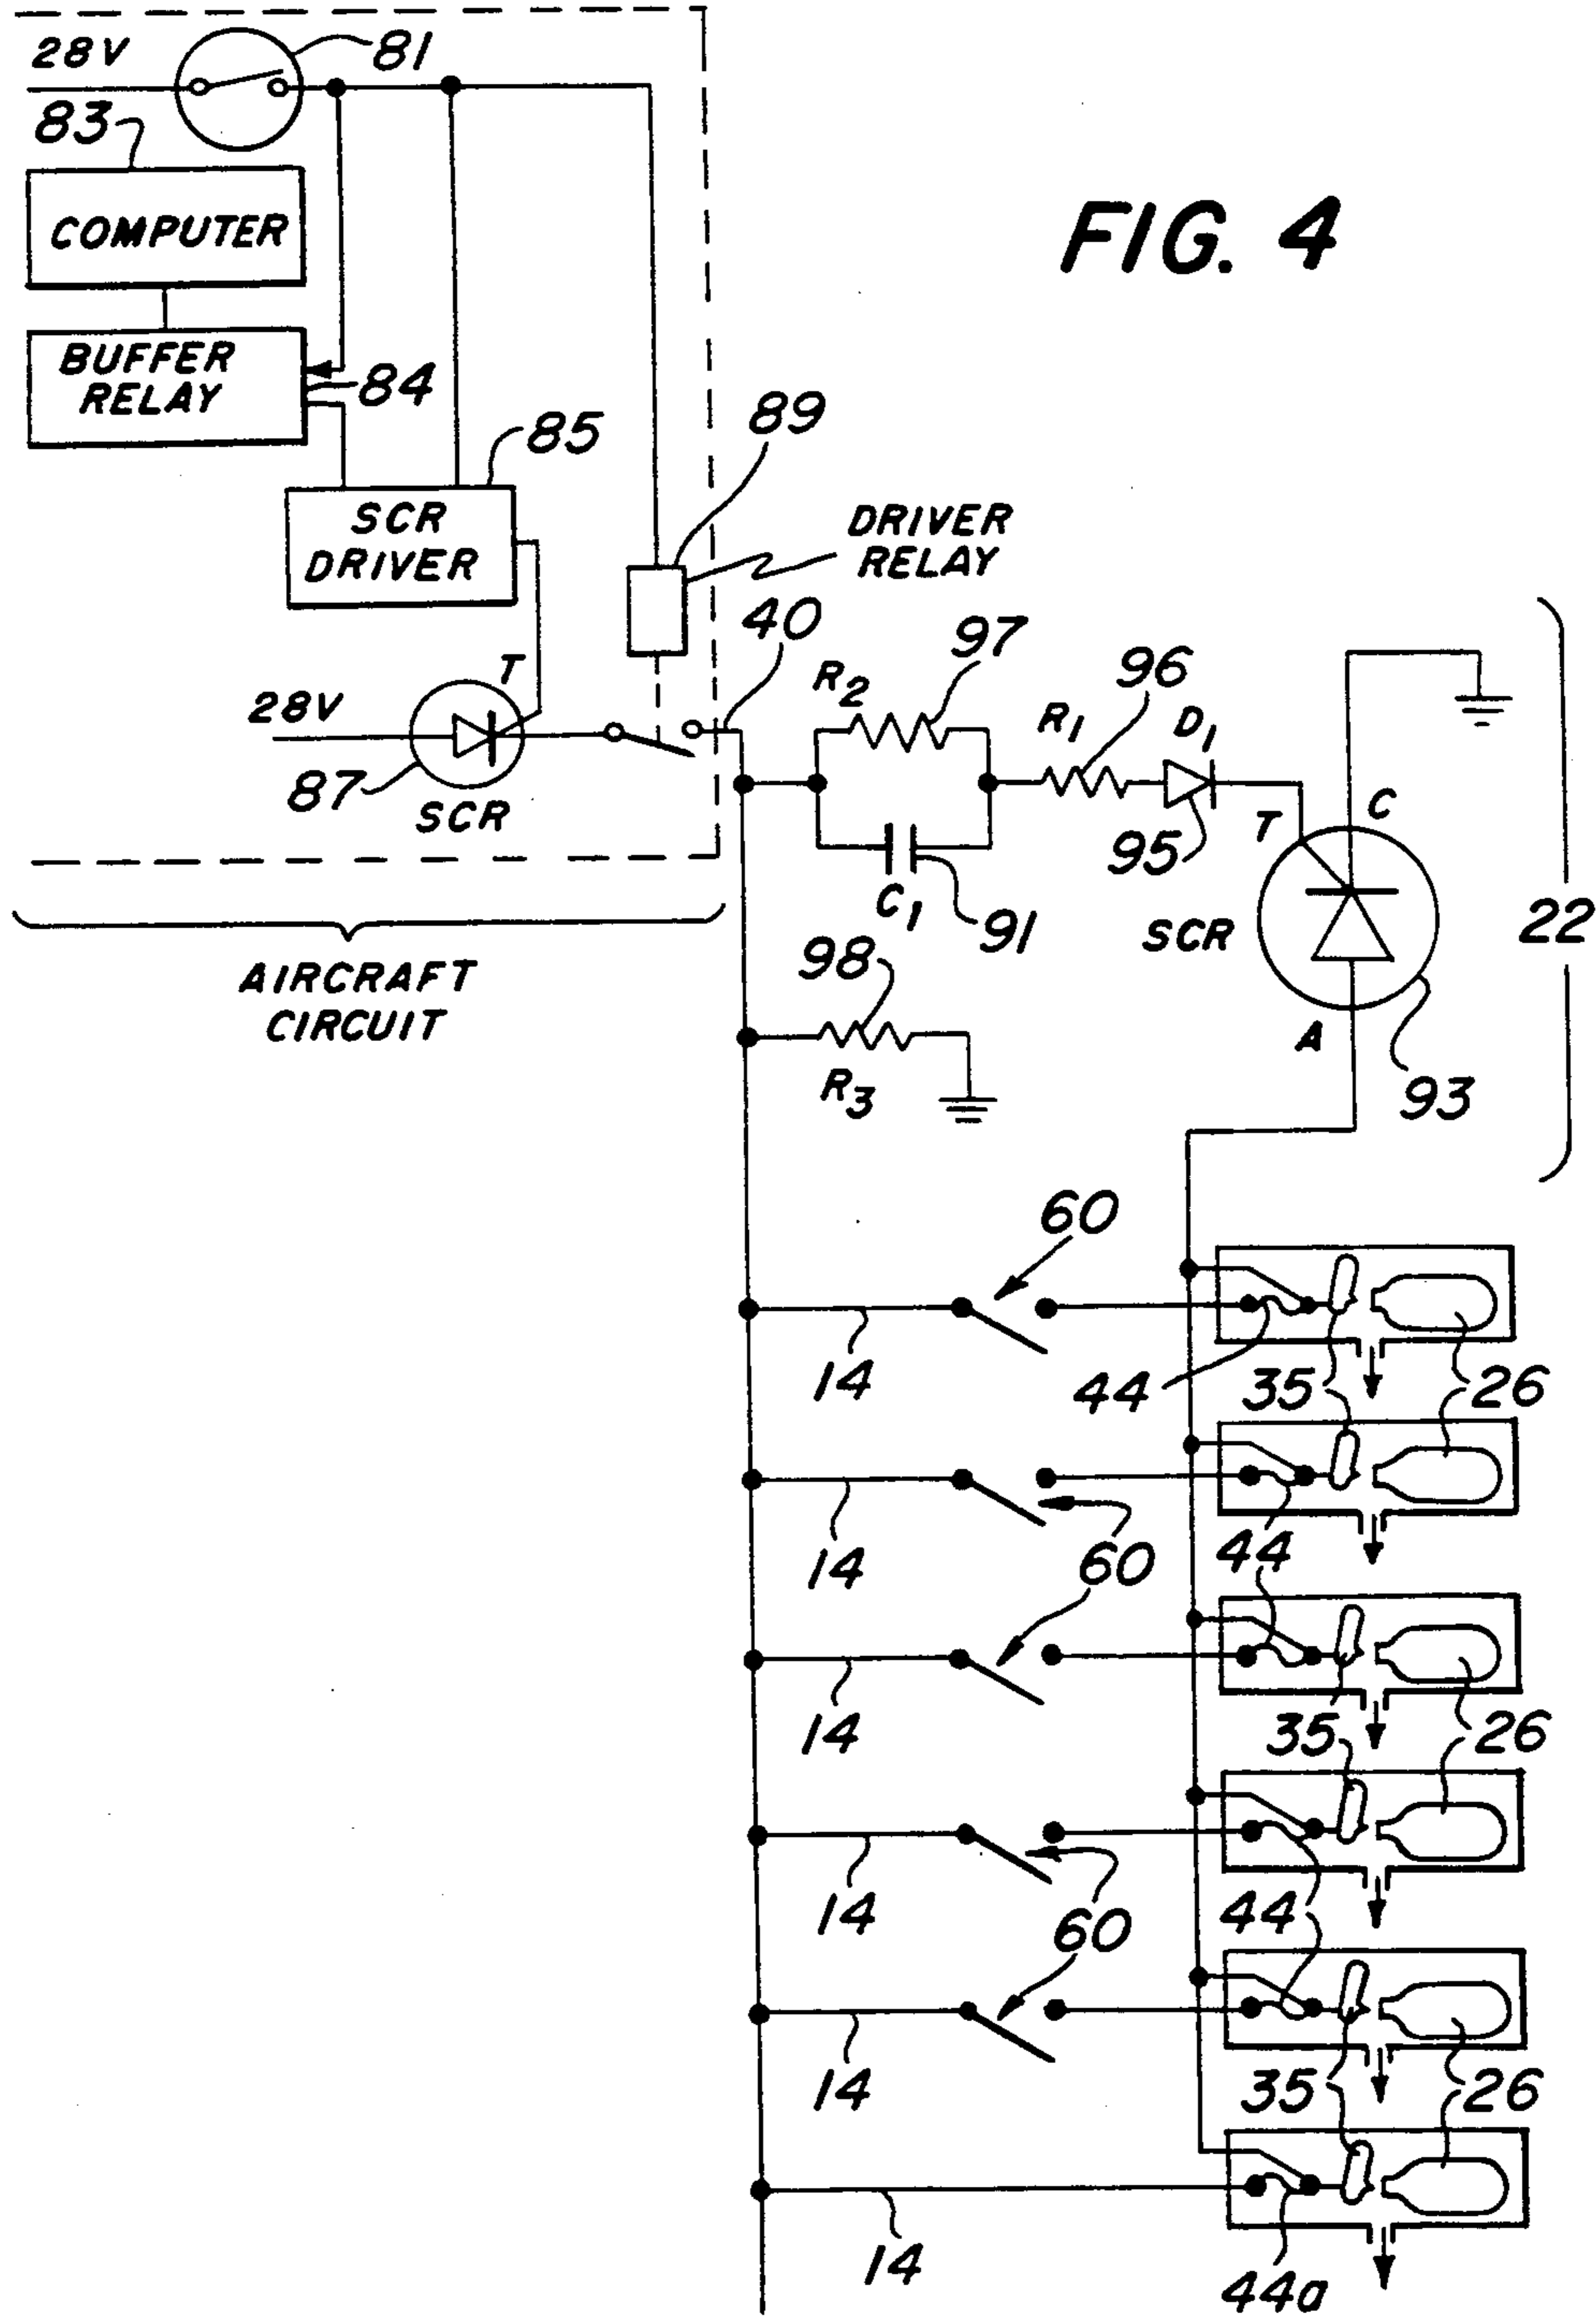 28V
81
83
COMPUTER
FIG. 4
BUFFER
RELAY
84
89
85
SCR
DRIVER
DRIVER
RELAY
40
97
96
T
R2
R1
D1
28V
87
SCR
C
T
95
C1
91
SCR
22
98
AIRCRAFT
CIRCUIT
A
R3
93
60
14
44
35
26
14
60
44
14
35
26
14
60
44
14
35
26
14
44a